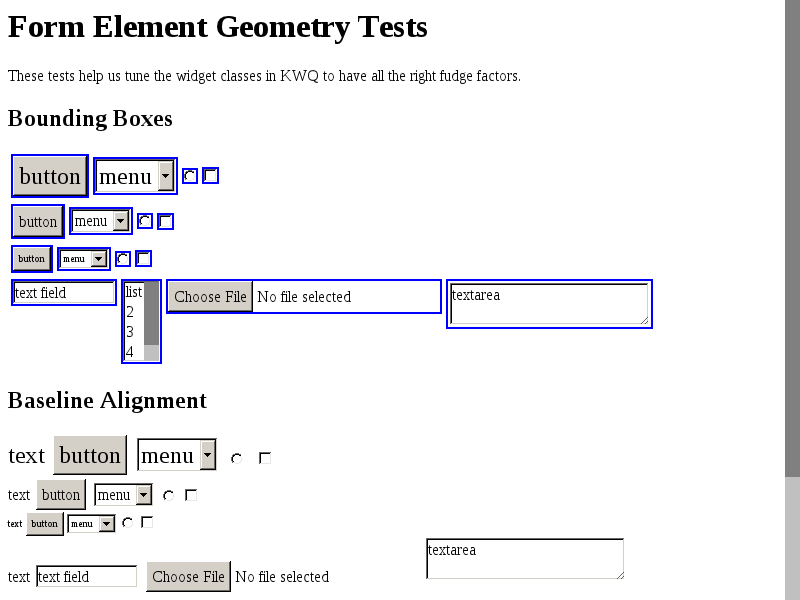 Form Element Geometry Tests
These tests help us tune the widget classes in KWQ to have all the right fudge factors.
Bounding Boxes
button menu
button menu
button menu
text field list Choose File No file selected textarea
2
3
4
Baseline Alignment
text button menu
text button menu
text button menu
textarea
text text field Choose File No file selected